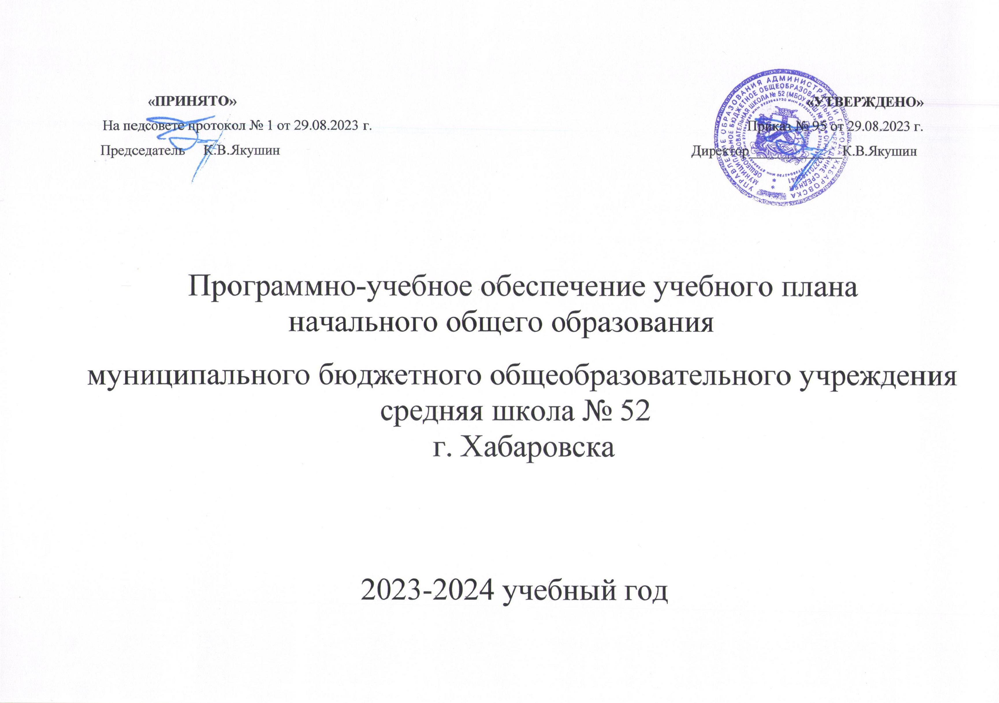 «ПРИНЯТО»
«УТВЕРЖДЕНО»
На педсовете протокол № 1 от 29.08.2023 г.
Приказ № 95 от 29.08.2023 г.
Председатель К.В.Якушин
Директор_____________К.В.Якушин
УПРАВЛЕНИЕ ОБРАЗОВАНИЯ АДМИНИСТРАЦИИ ГОРОДА ХАБАРОВСКА
МУНИЦИПАЛЬНОЕ БЮДЖЕТНОЕ ОБЩЕОБРАЗОВАТЕЛЬНОЕ УЧРЕЖДЕНИЕ СРЕДНЯЯ
ОБЩЕОБРАЗОВАТЕЛЬНАЯ ШКОЛА № 52 (МБОУ
ИНН 2723043730
Программно-учебное обеспечение учебного плана
начального общего образования
муниципального бюджетного общеобразовательного учреждения
средняя школа № 52
г. Хабаровска
2023-2024 учебный год